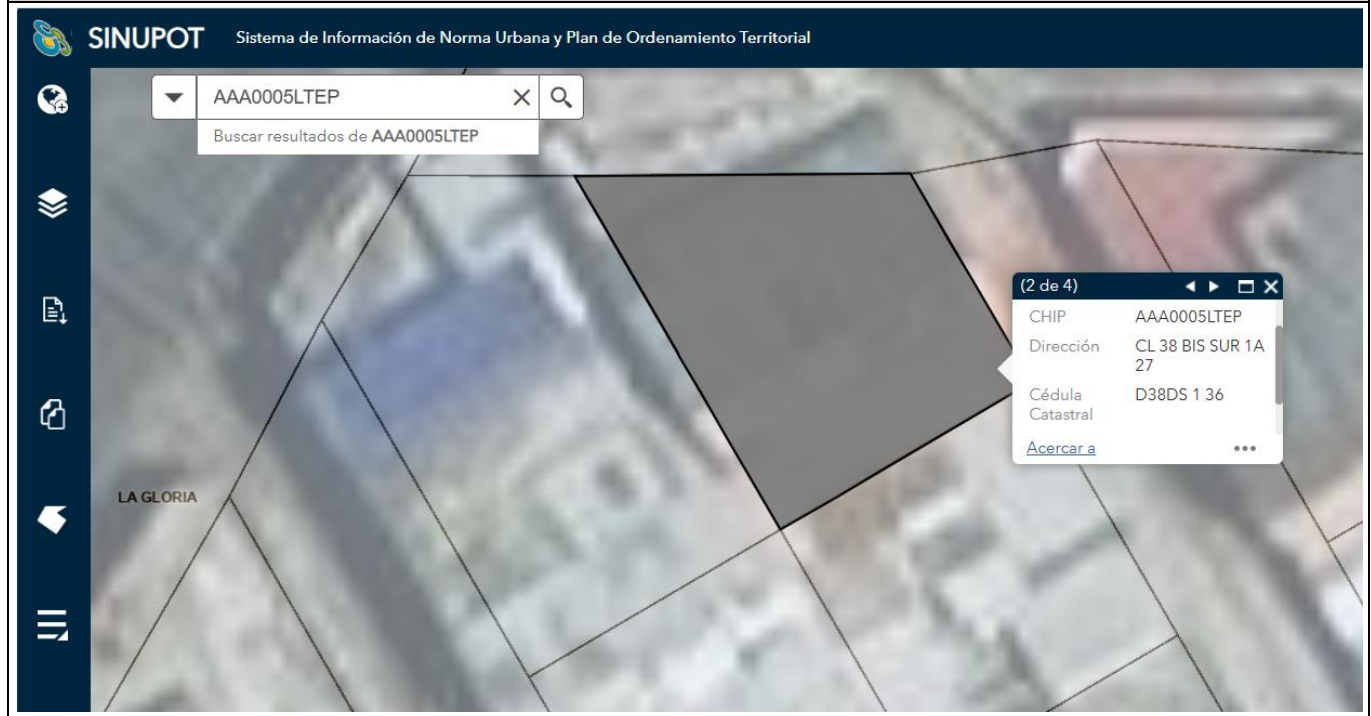 SINUPOT Sistema de Información de Norma Urbana y Plan de Ordenamiento Territorial
AAA0005LTEP
Buscar resultados de AAA0005LTEP
(2 de 4)
CHIP AAA0005LTEP
Dirección CL 38 BIS SUR 1A
27
Cédula D38DS 1 36
Catastral
Acercar a
LA GLORIA